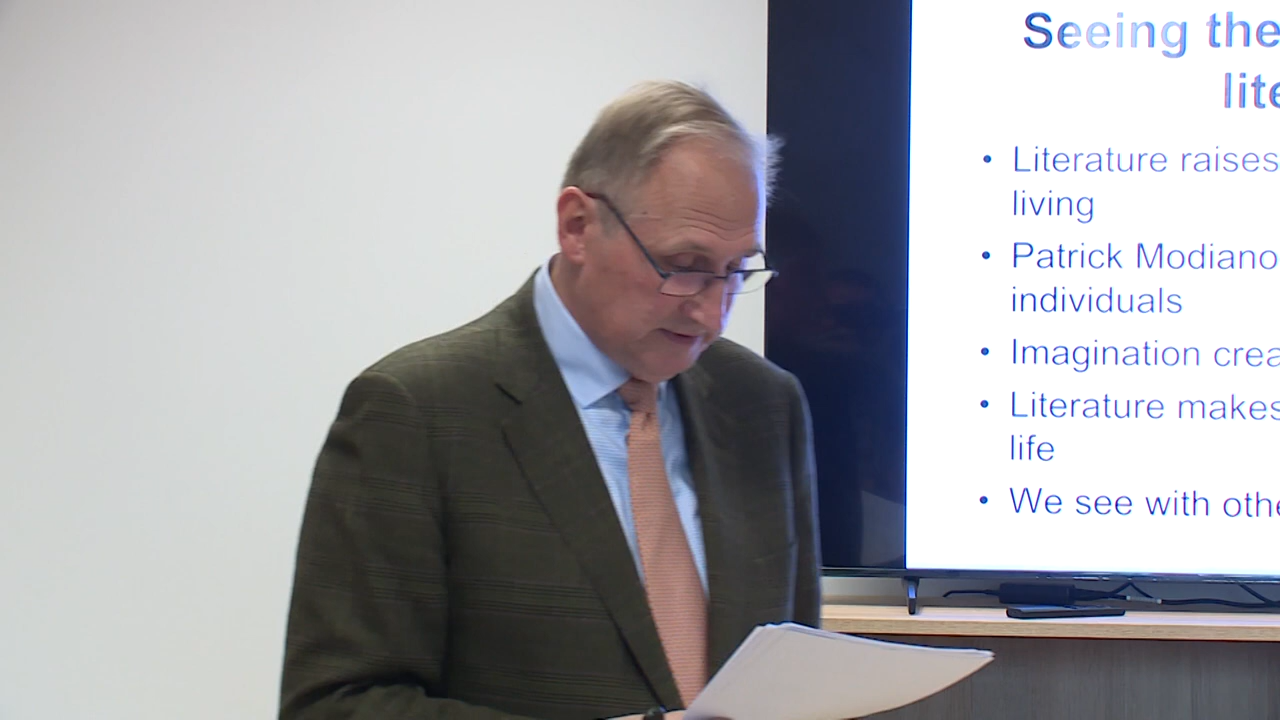 Seeing the
lite
• Literature raises
living
• Patrick Modiano
individuals
• Imagination crea
• Literature makes
life
• We see with othe